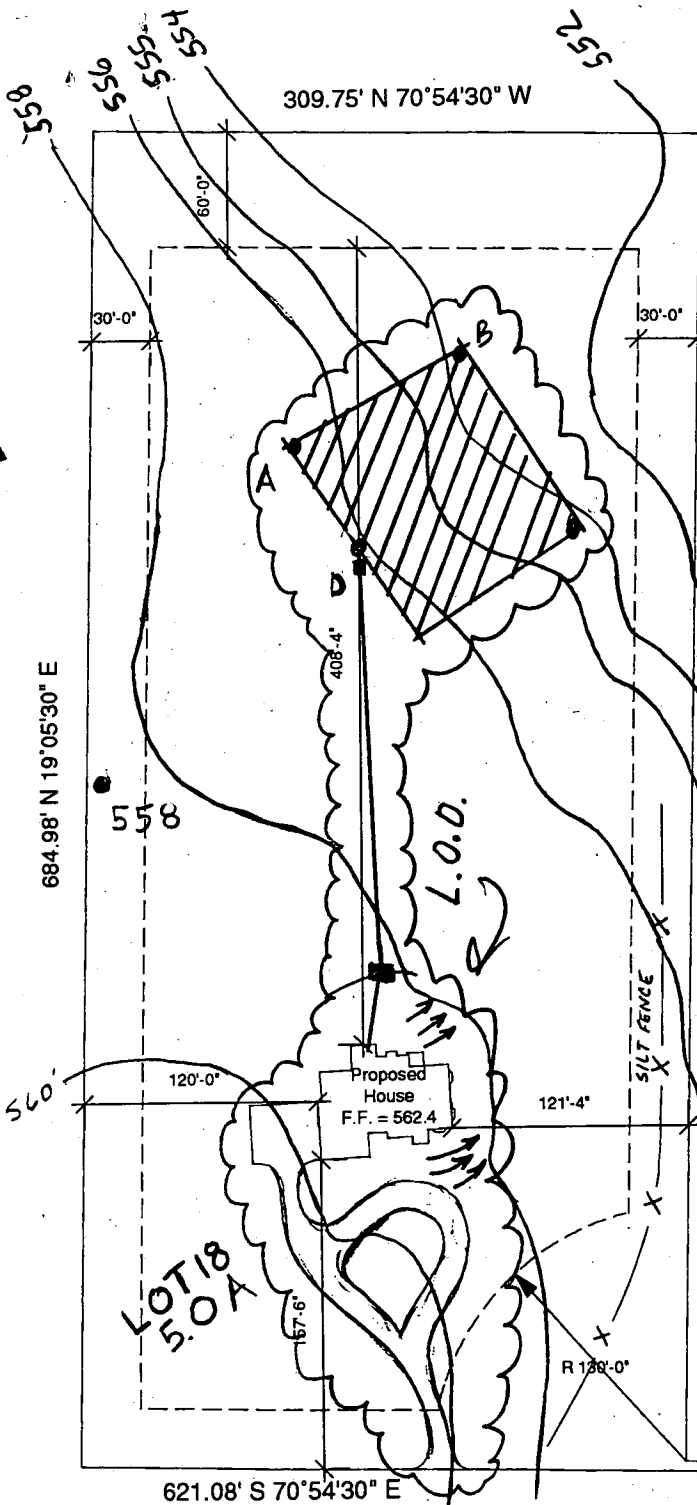 558
556
555
554
552
309.75' N 70°54'30" W
60'-0"
30'-0"
30'-0"
B
A
D
408'-4"
684.98' N 19°05'30" E
558
L.O.D.
SILT FENCE
560'
120'-0"
Proposed
House
F.F. = 562.4
121'-4"
LOT 18
5.0 A
R 130'-0"
621.08' S 70°54'30" E